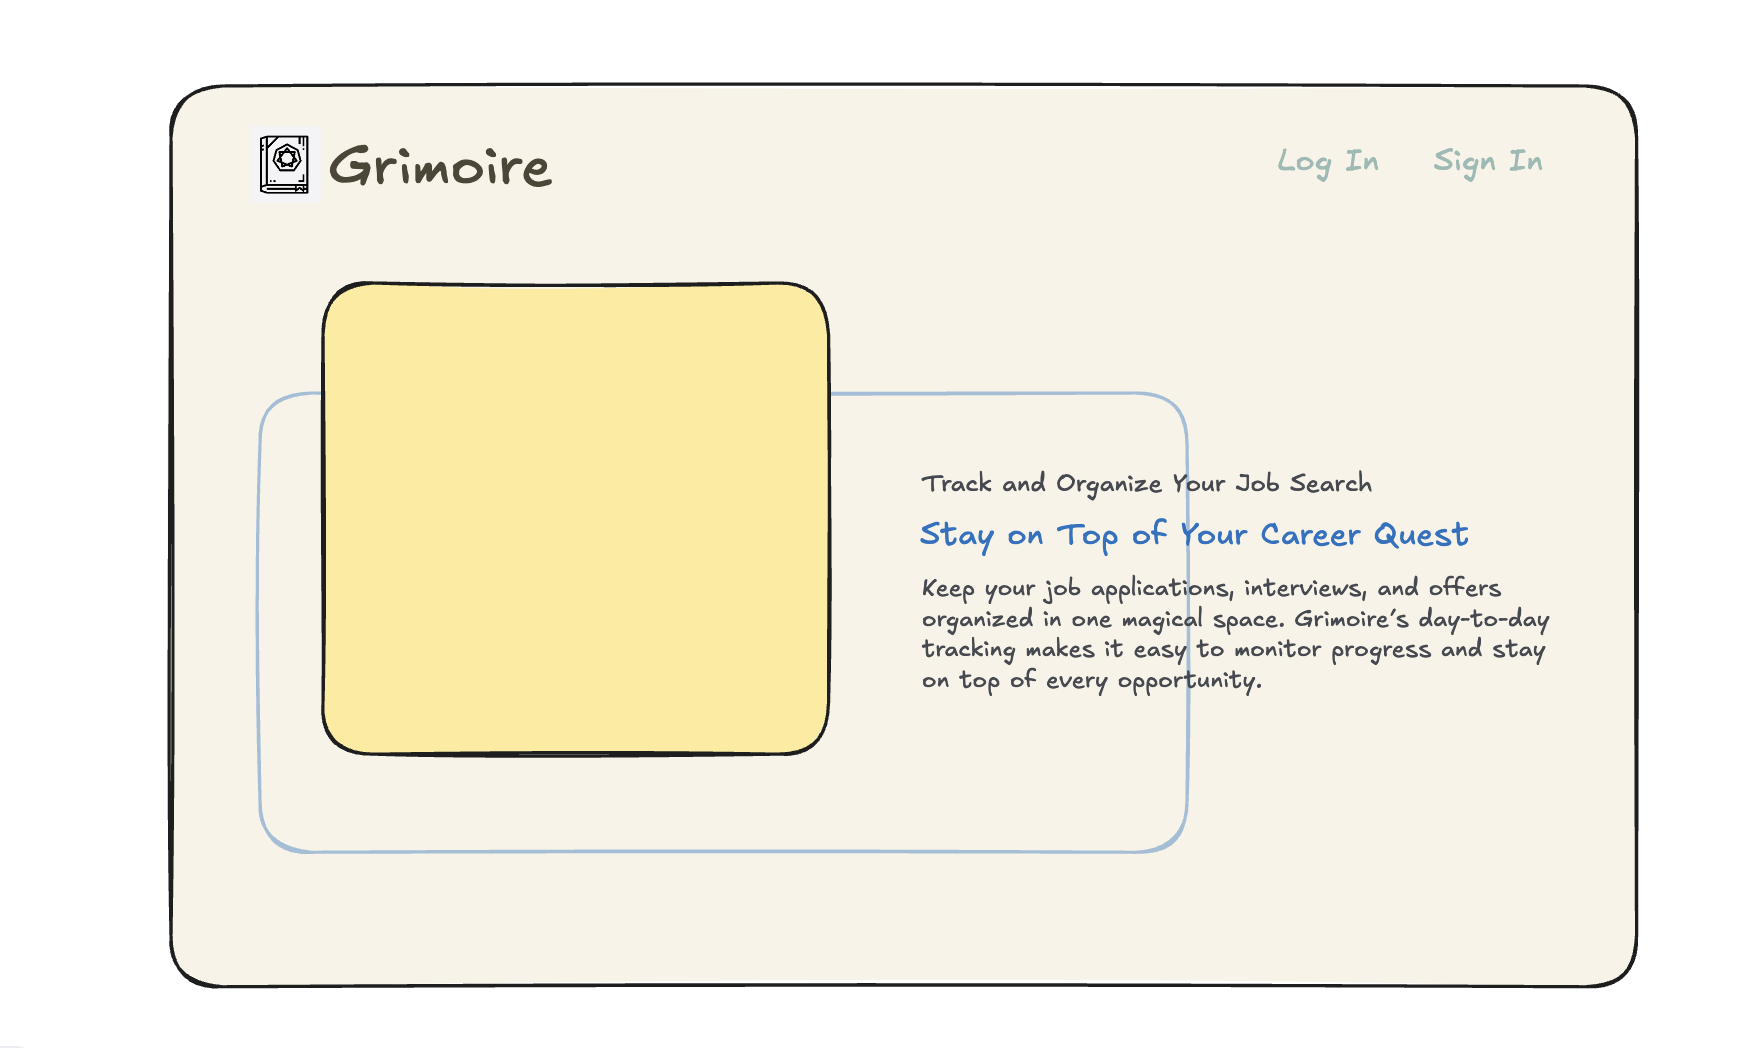 Grimoire
Log In
Sign In
Track and Organize Your Job Search
Stay on Top of Your Career Quest
Keep your job applications, interviews, and offers
organized in one magical space. Grimoire's day-to-day
tracking makes it easy to monitor progress and stay
on top of every opportunity.